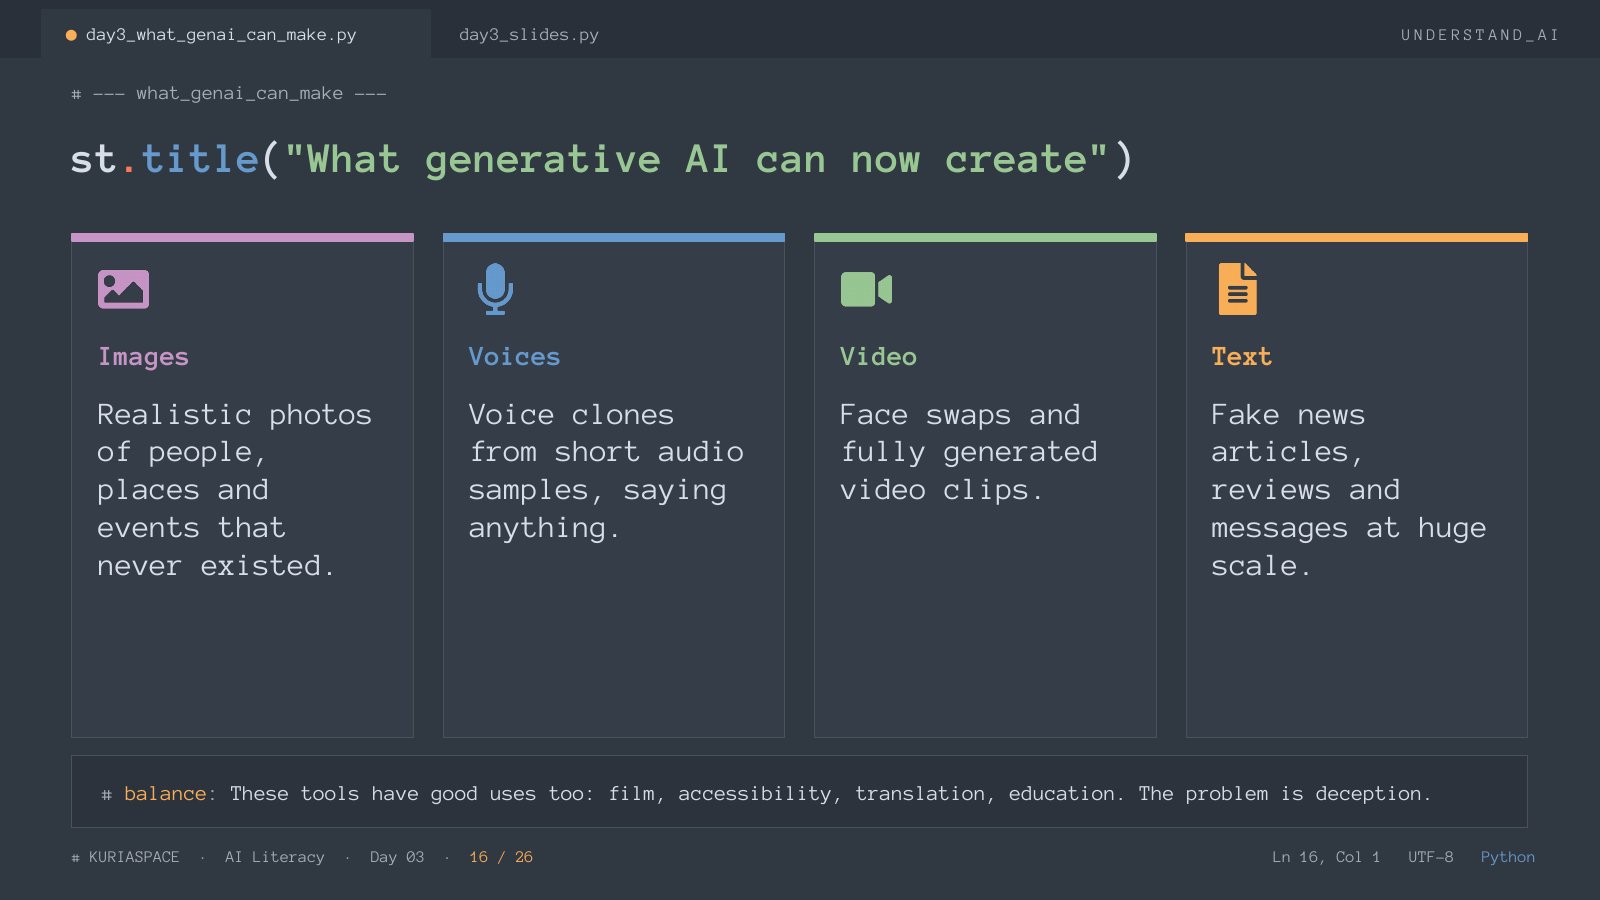 day3_what_genai_can_make.py
day3_slides.py
UNDERSTAND_AI
# --- what_genai_can_make ---
st.title("What generative AI can now create")
Images
Realistic photos
of people,
places and
events that
never existed.
Voices
Voice clones
from short audio
samples, saying
anything.
Video
Face swaps and
fully generated
video clips.
Text
Fake news
articles,
reviews and
messages at huge
scale.
# balance: These tools have good uses too: film, accessibility, translation, education. The problem is deception.
# KURIASPACE · AI Literacy · Day 03 · 16 / 26
Ln 16, Col 1 UTF-8 Python